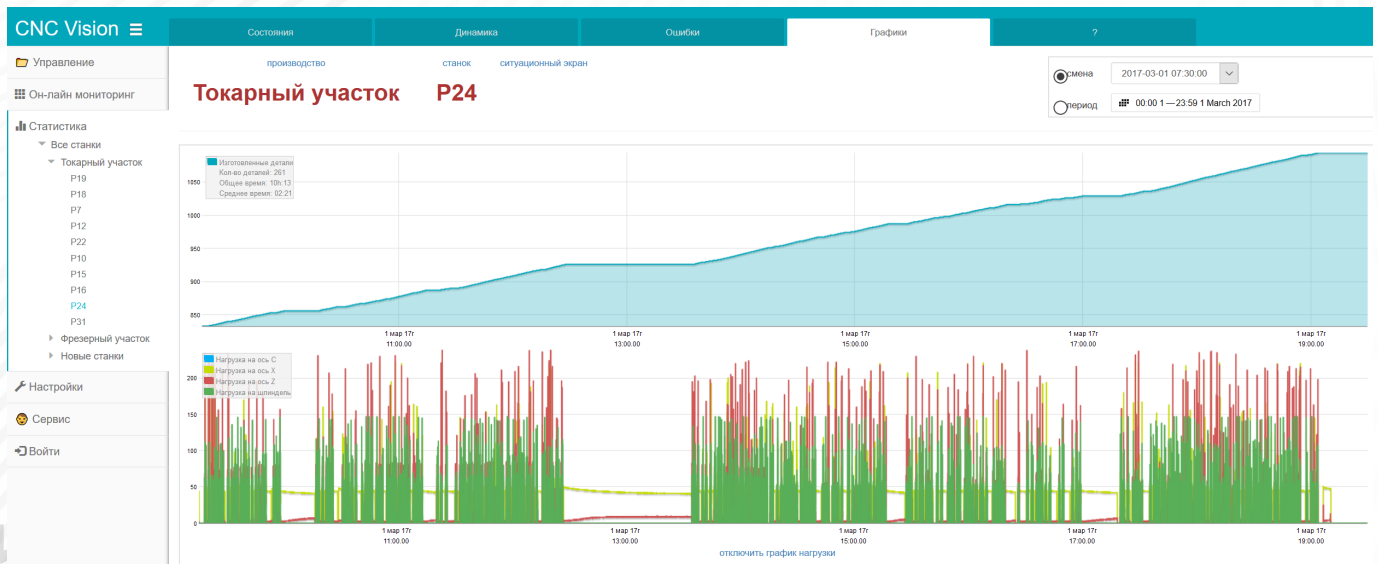 CNC Vision
Состояния
Динамика
Ошибки
Графики
?
Управление
Он-лайн мониторинг
Статистика
Все станки
Токарный участок
P19
P18
P7
P12
P22
P10
P15
P16
P24
P31
Фрезерный участок
Новые станки
Настройки
Сервис
Войти
производство
станок
ситуационный экран
Токарный участок
P24
смена
2017-03-01 07:30:00
период
00:00 1 — 23:59 1 March 2017
Изготовленные детали
Кол-во деталей: 261
Общее время: 10h:13
Среднее время: 02:21
1050
1000
950
900
850
1 мар 17г
11:00.00
1 мар 17г
13:00.00
1 мар 17г
15:00.00
1 мар 17г
17:00.00
1 мар 17г
19:00.00
Нагрузка на ось C
Нагрузка на ось X
Нагрузка на ось Z
Нагрузка на шпиндель
200
150
100
50
0
1 мар 17г
11:00.00
1 мар 17г
13:00.00
1 мар 17г
15:00.00
1 мар 17г
17:00.00
1 мар 17г
19:00.00
отключить график нагрузки